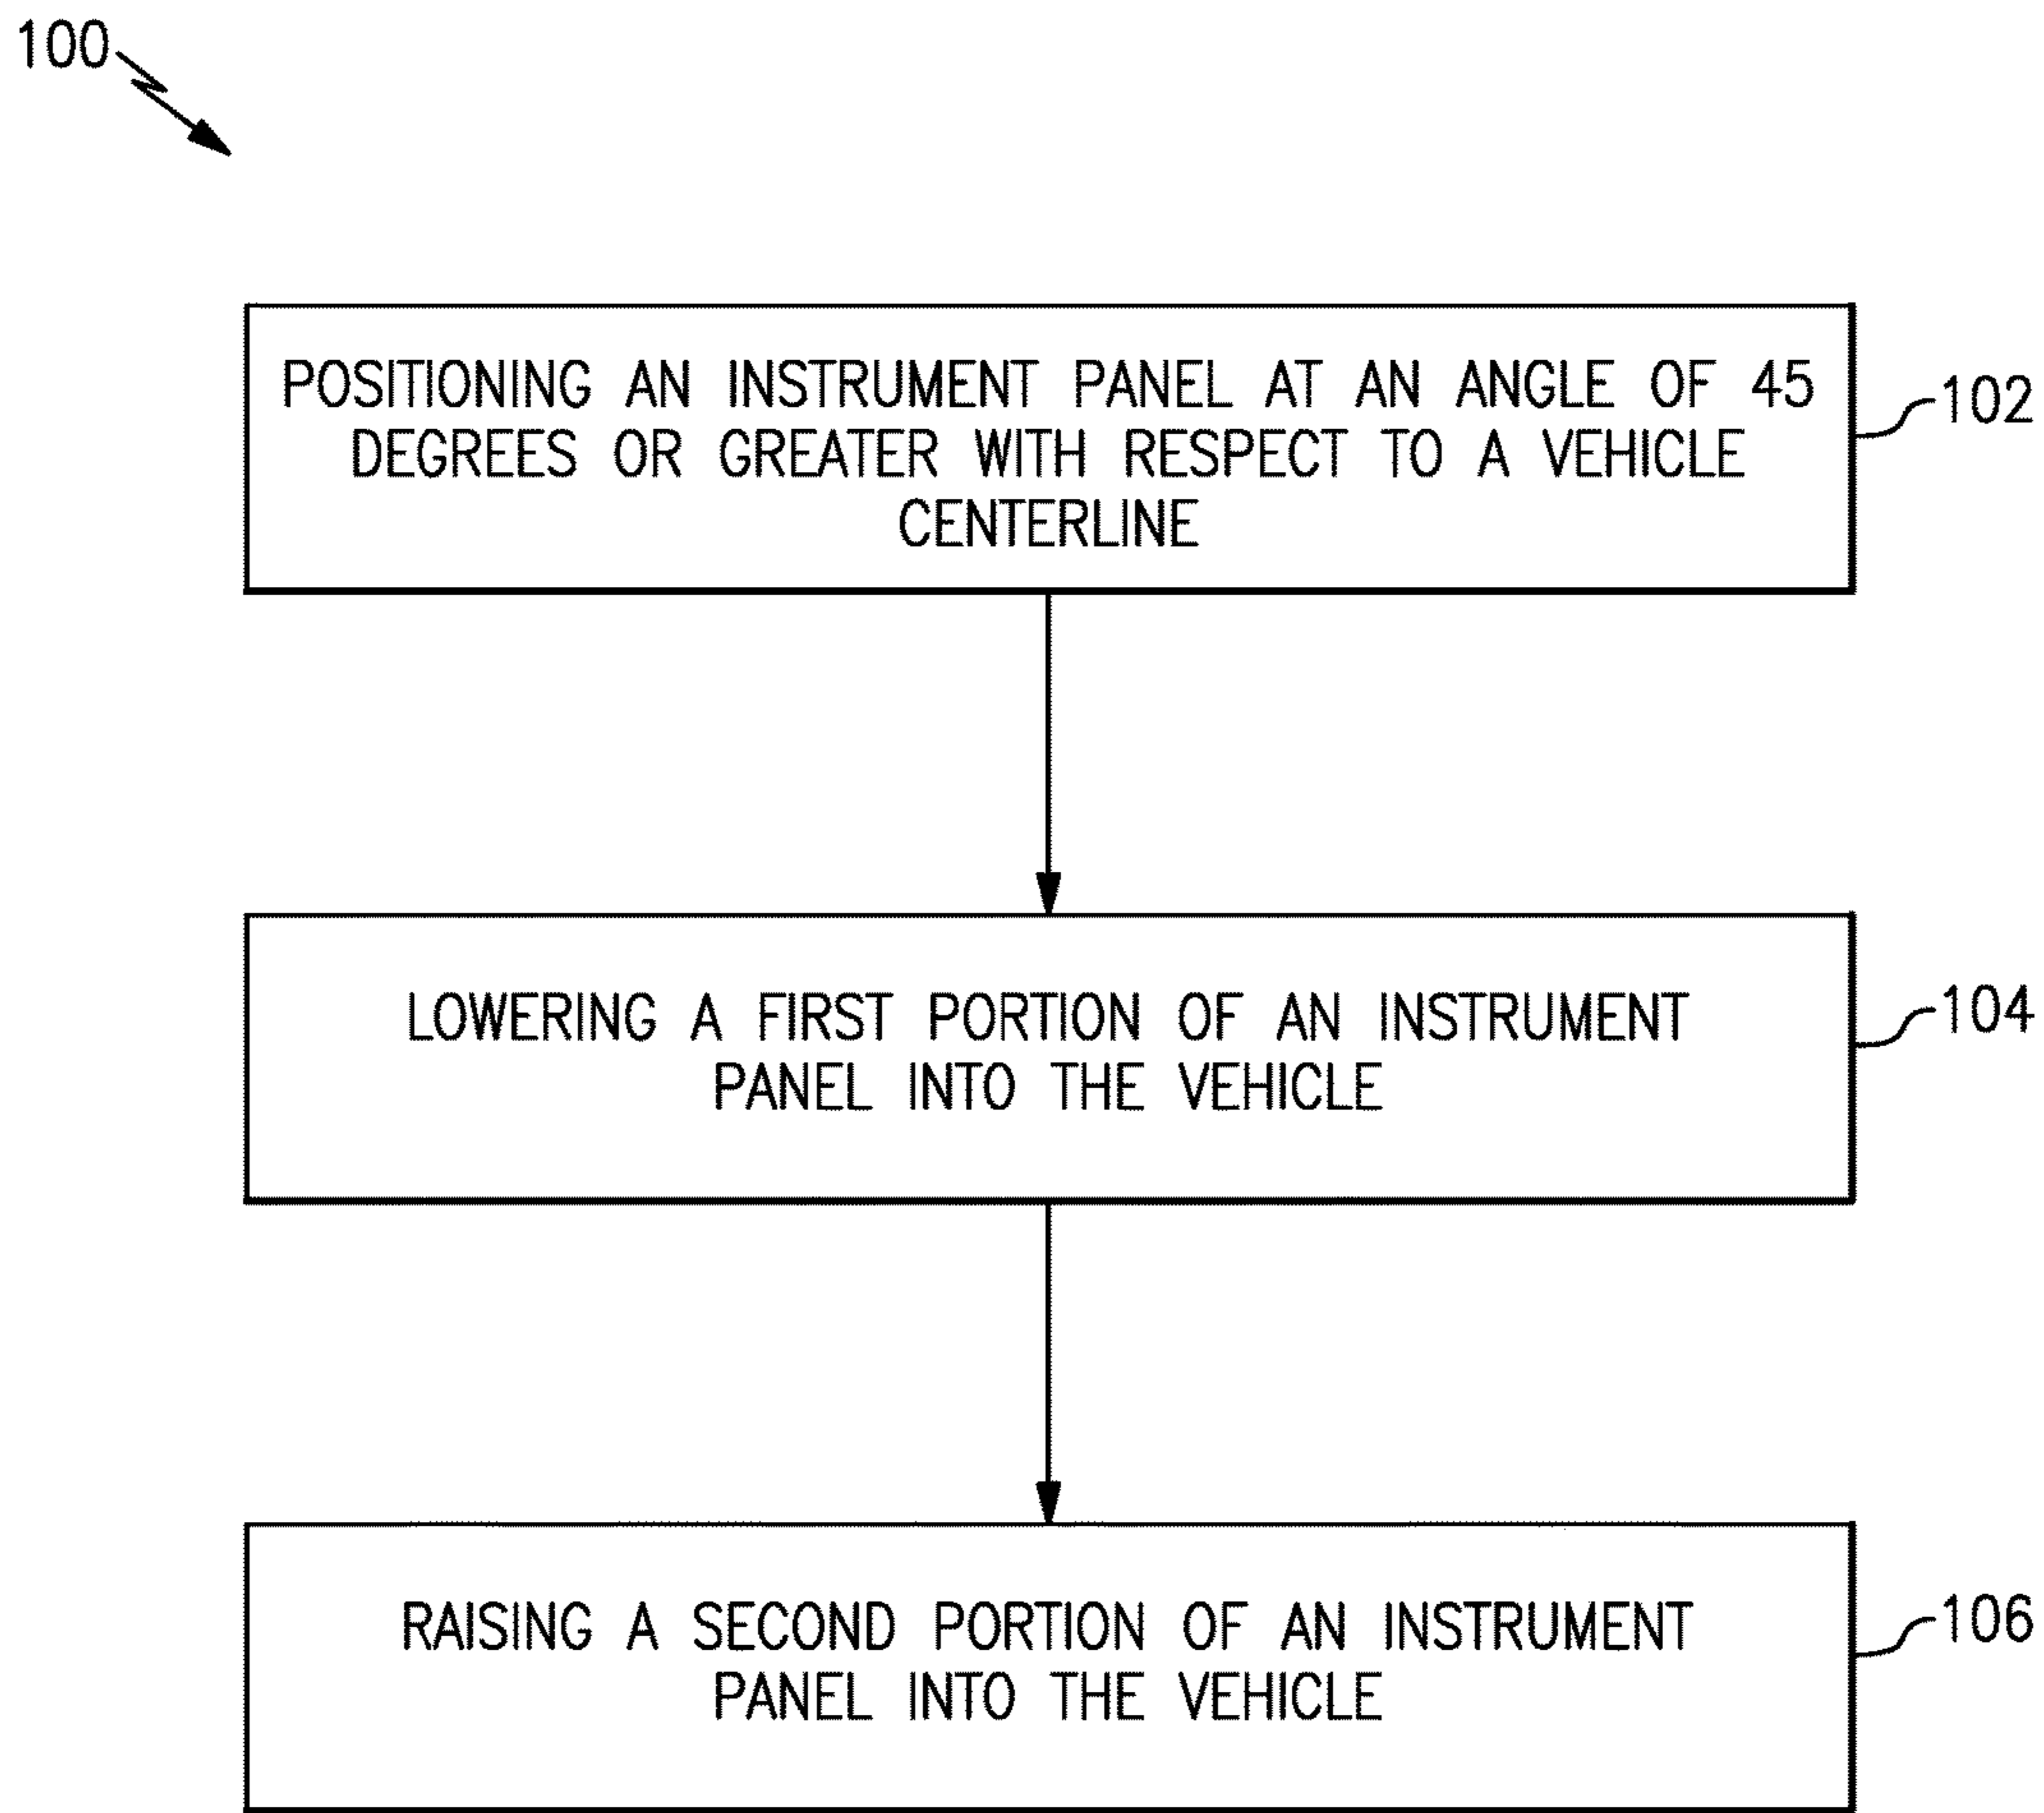 100
POSITIONING AN INSTRUMENT PANEL AT AN ANGLE OF 45
DEGREES OR GREATER WITH RESPECT TO A VEHICLE
CENTERLINE
102
LOWERING A FIRST PORTION OF AN INSTRUMENT
PANEL INTO THE VEHICLE
104
RAISING A SECOND PORTION OF AN INSTRUMENT
PANEL INTO THE VEHICLE
106